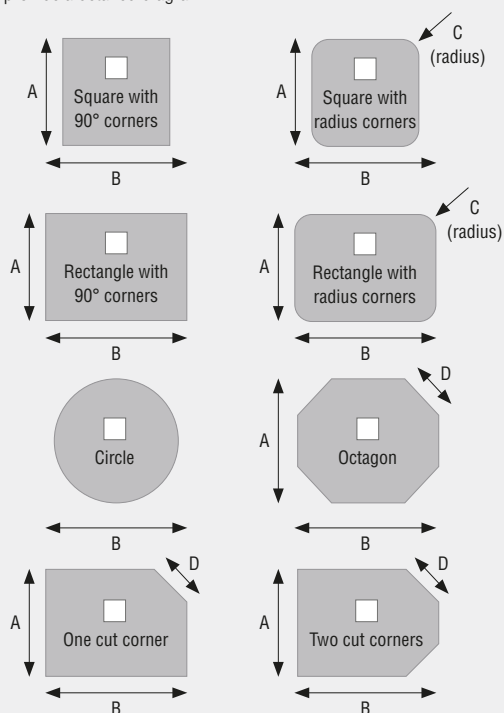 C
(radius)
A
Square with
90° corners
B
A
Square with
radius corners
B
C
(radius)
A
Rectangle with
90° corners
B
A
Rectangle with
radius corners
B
Circle
B
D
A
Octagon
B
D
A
One cut corner
B
D
A
Two cut corners
B